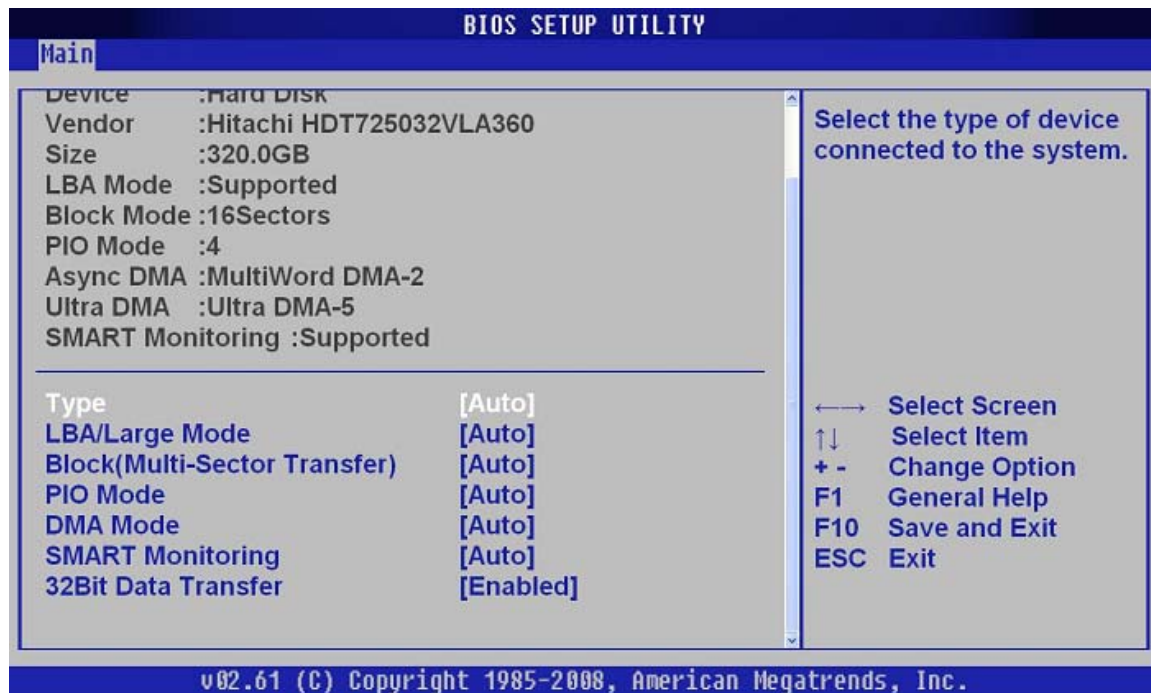 BIOS SETUP UTILITY
Main
Device :Hard Disk
Vendor :Hitachi HDT725032VLA360
Size :320.0GB
LBA Mode :Supported
Block Mode :16Sectors
PIO Mode :4
Async DMA :MultiWord DMA-2
Ultra DMA :Ultra DMA-5
SMART Monitoring :Supported
Type [Auto]
LBA/Large Mode [Auto]
Block(Multi-Sector Transfer) [Auto]
PIO Mode [Auto]
DMA Mode [Auto]
SMART Monitoring [Auto]
32Bit Data Transfer [Enabled]
Select the type of device
connected to the system.
←→ Select Screen
↑↓ Select Item
+ - Change Option
F1 General Help
F10 Save and Exit
ESC Exit
v02.61 (C) Copyright 1985-2008, American Megatrends, Inc.